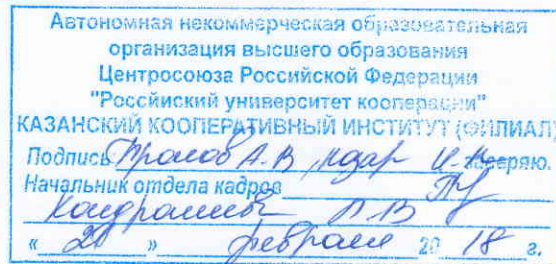 Автономная некоммерческая образовательная
организация высшего образования
Центросоюза Российской Федерации
"Российский университет кооперации"
КАЗАНСКИЙ КООПЕРАТИВНЫЙ ИНСТИТУТ (ФИЛИАЛ)
Подпись А.В, заверяю.
Начальник отдела кадров
« 20 » февраля 20 18 г.